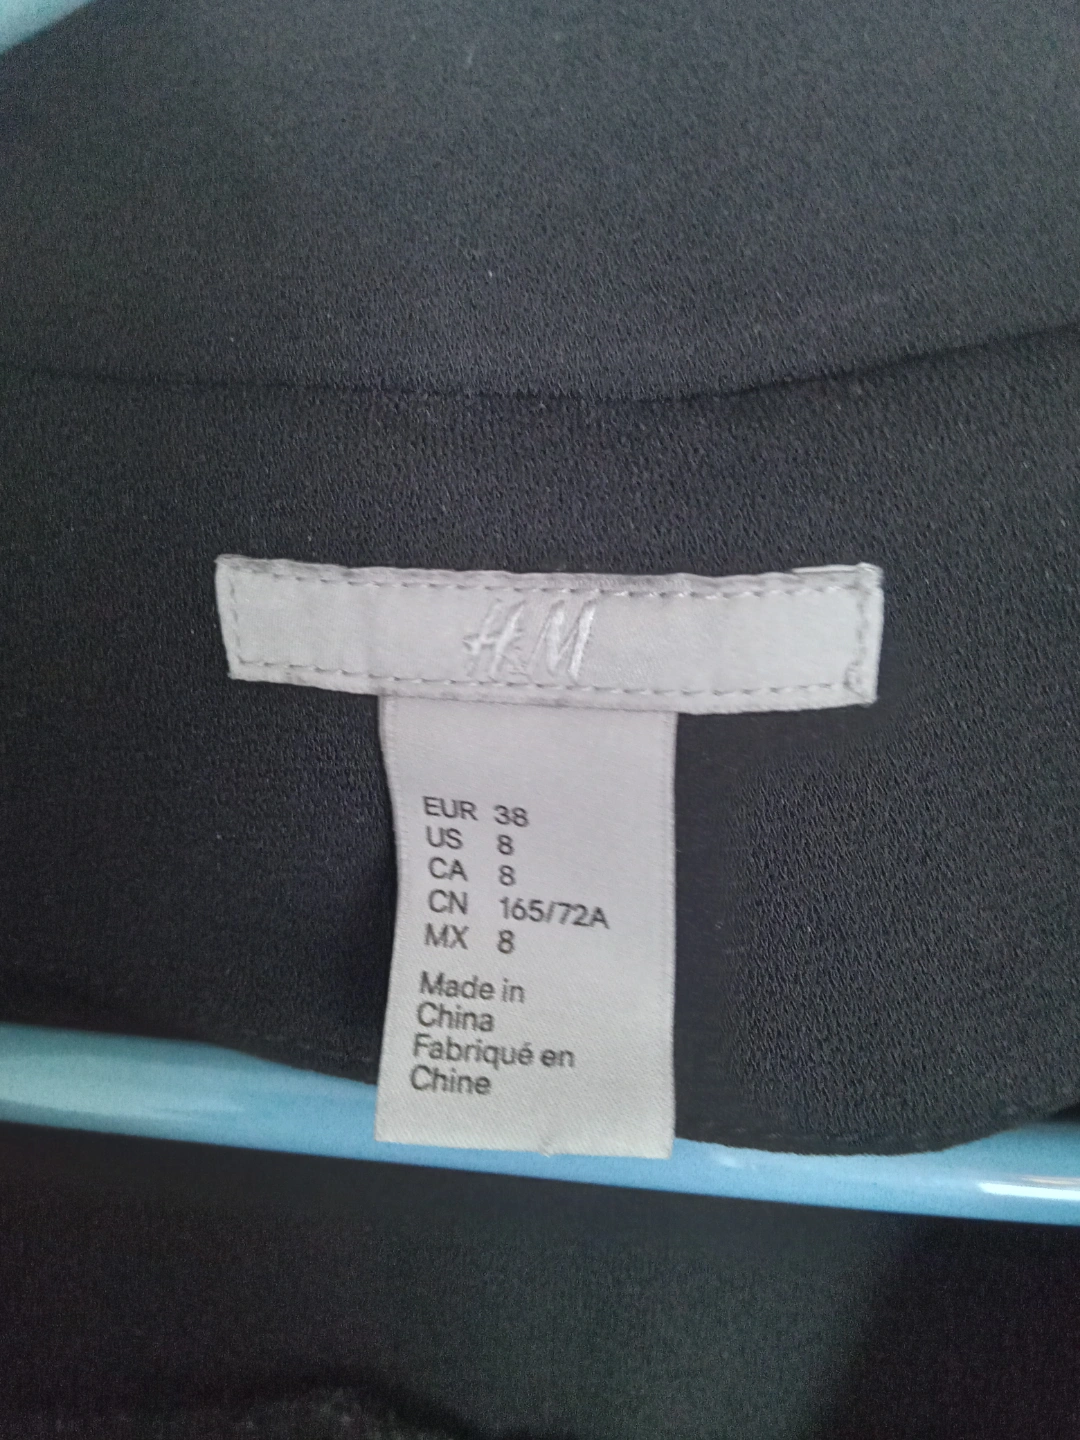 H&M
EUR 38
US 8
CA 8
CN 165/72A
MX 8
Made in
China
Fabriqué en
Chine